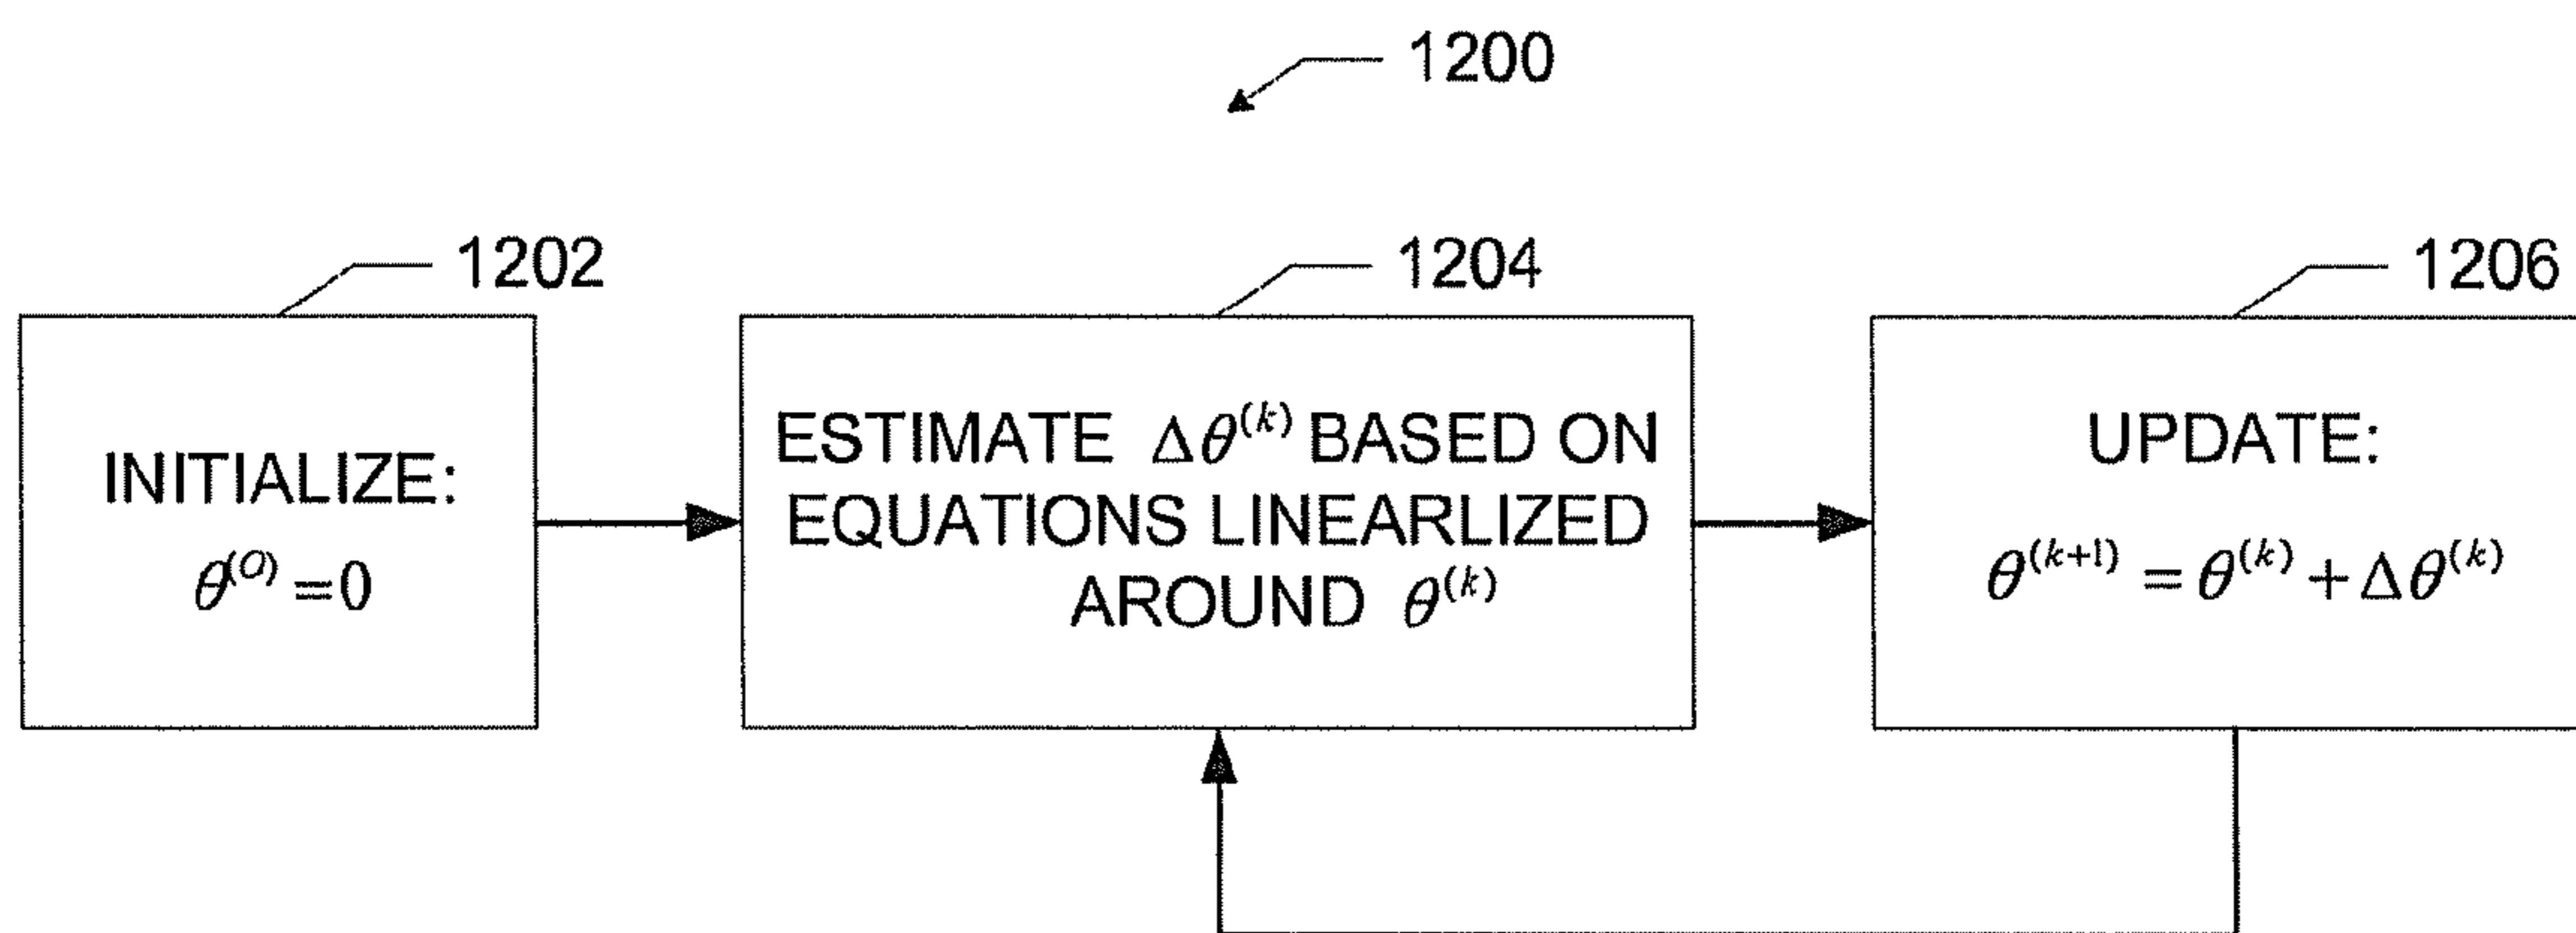 1200
1202
1204
1206
INITIALIZE:
θ^(O) = 0
ESTIMATE Δθ^(k) BASED ON
EQUATIONS LINEARLIZED
AROUND θ^(k)
UPDATE:
θ^(k+1) = θ^(k) + Δθ^(k)